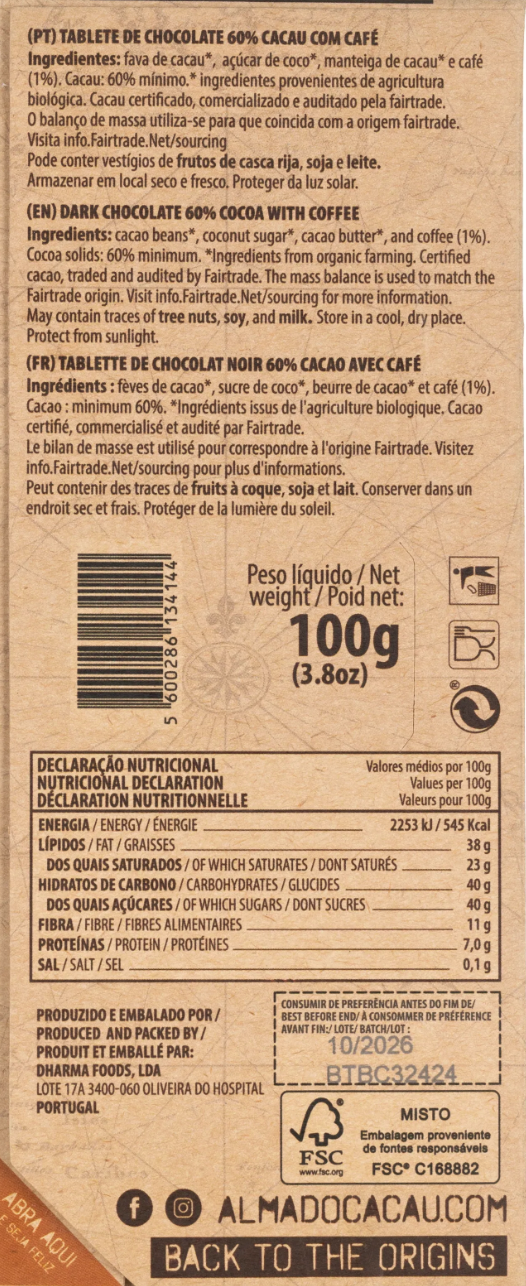 (PT) TABLETE DE CHOCOLATE 60% CACAU COM CAFÉ
Ingredientes: fava de cacau*, açúcar de coco*, manteiga de cacau* e café
(1%). Cacau: 60% mínimo.* ingredientes provenientes de agricultura
biológica. Cacau certificado, comercializado e auditado pela fairtrade.
O balanço de massa utiliza-se para que coincida com a origem fairtrade.
Visita info.Fairtrade.Net/sourcing
Pode conter vestígios de frutos de casca rija, soja e leite.
Armazenar em local seco e fresco. Proteger da luz solar.
(EN) DARK CHOCOLATE 60% COCOA WITH COFFEE
Ingredients: cacao beans*, coconut sugar*, cacao butter*, and coffee (1%).
Cocoa solids: 60% minimum. *Ingredients from organic farming. Certified
cacao, traded and audited by Fairtrade. The mass balance is used to match the
Fairtrade origin. Visit info.Fairtrade.Net/sourcing for more information.
May contain traces of tree nuts, soy, and milk. Store in a cool, dry place.
Protect from sunlight.
(FR) TABLETTE DE CHOCOLAT NOIR 60% CACAO AVEC CAFÉ
Ingrédients : fèves de cacao*, sucre de coco*, beurre de cacao* et café (1%).
Cacao : minimum 60%. *Ingrédients issus de l'agriculture biologique. Cacao
certifié, commercialisé et audité par Fairtrade.
Le bilan de masse est utilisé pour correspondre à l'origine Fairtrade. Visitez
info.Fairtrade.Net/sourcing pour plus d'informations.
Peut contenir des traces de fruits à coque, soja et lait. Conserver dans un
endroit sec et frais. Protéger de la lumière du soleil.
5 600286 134144
Peso líquido / Net
weight / Poid net:
100g
(3.8oz)
®
DECLARAÇÃO NUTRICIONAL Valores médios por 100g
NUTRICIONAL DECLARATION Values per 100g
DÉCLARATION NUTRITIONNELLE Valeurs pour 100g
ENERGIA / ENERGY / ÉNERGIE 2253 kJ / 545 Kcal
LÍPIDOS / FAT / GRAISSES 38 g
DOS QUAIS SATURADOS / OF WHICH SATURATES / DONT SATURÉS 23 g
HIDRATOS DE CARBONO / CARBOHYDRATES / GLUCIDES 40 g
DOS QUAIS AÇÚCARES / OF WHICH SUGARS / DONT SUCRES 40 g
FIBRA / FIBRE / FIBRES ALIMENTAIRES 11 g
PROTEÍNAS / PROTEIN / PROTÉINES 7,0 g
SAL / SALT / SEL 0,1 g
PRODUZIDO E EMBALADO POR /
PRODUCED AND PACKED BY /
PRODUIT ET EMBALLÉ PAR:
DHARMA FOODS, LDA
LOTE 17A 3400-060 OLIVEIRA DO HOSPITAL
PORTUGAL
CONSUMIR DE PREFERÊNCIA ANTES DO FIM DE/
BEST BEFORE END/ À CONSOMMER DE PRÉFÉRENCE
AVANT FIN:/ LOTE/ BATCH/LOT :
10/2026
BTBC32424
FSC
www.fsc.org
MISTO
Embalagem proveniente
de fontes responsáveis
FSC® C168882
ABRA AQUI
E SEJA FELIZ
ALMADOCACAU.COM
BACK TO THE ORIGINS